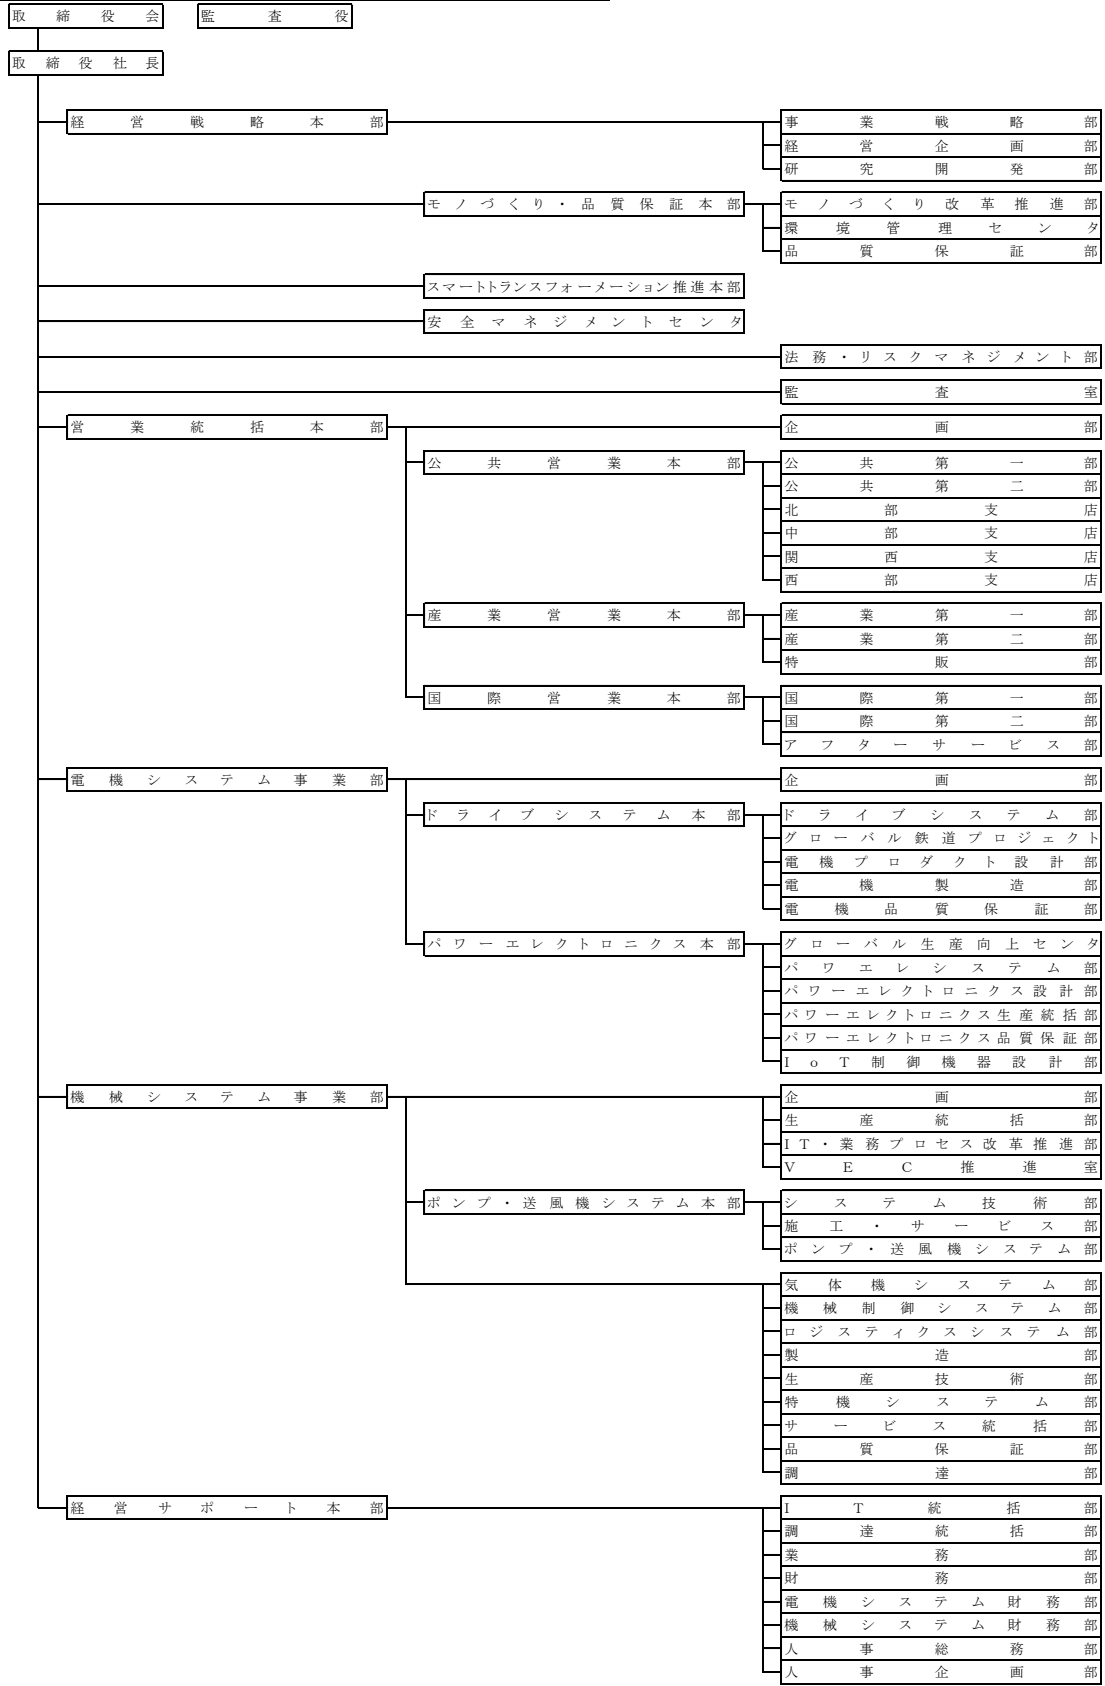 取締役会 監査役
取締役社長
経営戦略本部 事業戦略部
経営企画部
研究開発部
モノづくり・品質保証本部 モノづくり改革推進部
環境管理センタ
品質保証部
スマートトランスフォーメーション推進本部
安全マネジメントセンタ
法務・リスクマネジメント部
監査室
営業統括本部 企画部
公共営業本部 公共第一部
公共第二部
北部支店
中部支店
関西支店
西部支店
産業営業本部 産業第一部
産業第二部
特販部
国際営業本部 国際第一部
国際第二部
アフターサービス部
電機システム事業部 企画部
ドライブシステム本部 ドライブシステム部
グローバル鉄道プロジェクト
電機プロダクト設計部
電機製造部
電機品質保証部
パワーエレクトロニクス本部 グローバル生産向上センタ
パワエレシステム部
パワーエレクトロニクス設計部
パワーエレクトロニクス生産統括部
パワーエレクトロニクス品質保証部
IoT制御機器設計部
機械システム事業部 企画部
生産統括部
IT・業務プロセス改革推進部
VEC推進室
ポンプ・送風機システム本部 システム技術部
施工・サービス部
ポンプ・送風機システム部
気体機システム部
機械制御システム部
ロジスティクスシステム部
製造部
生産技術部
特機システム部
サービス統括部
品質保証部
調達部
経営サポート本部 IT統括部
調達統括部
業務部
財務部
電機システム財務部
機械システム財務部
人事総務部
人事企画部